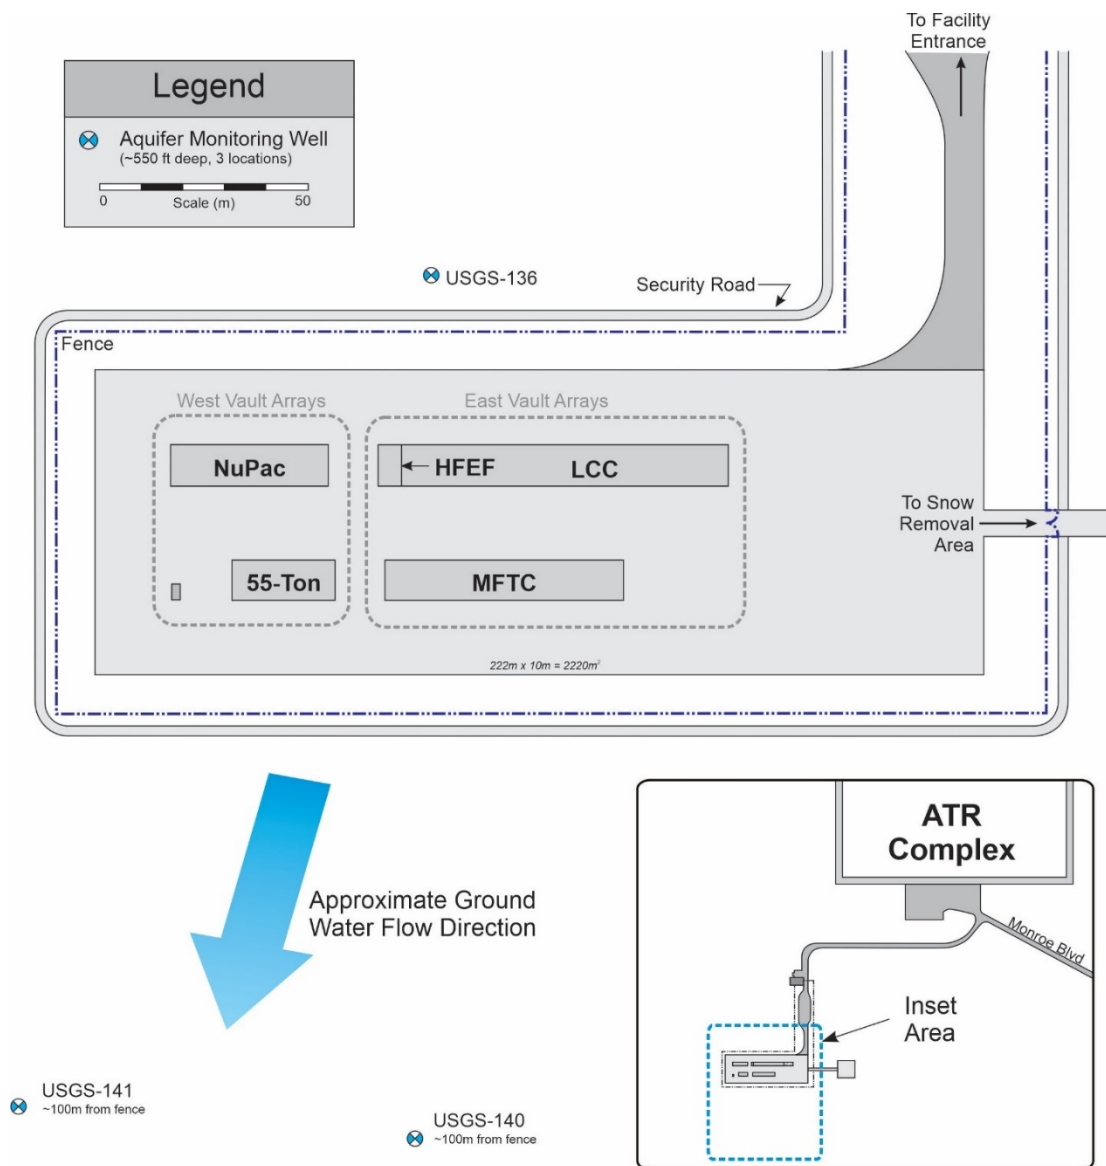 To Facility
Entrance
Legend
Aquifer Monitoring Well
(~550 ft deep, 3 locations)
0 Scale (m) 50
USGS-136
Security Road
Fence
West Vault Arrays
East Vault Arrays
NuPac
HFEF
LCC
To Snow
Removal
Area
55-Ton
MFTC
222m x 10m = 2220m²
ATR
Complex
Approximate Ground
Water Flow Direction
Monroe Blvd
Inset
Area
USGS-141
~100m from fence
USGS-140
~100m from fence